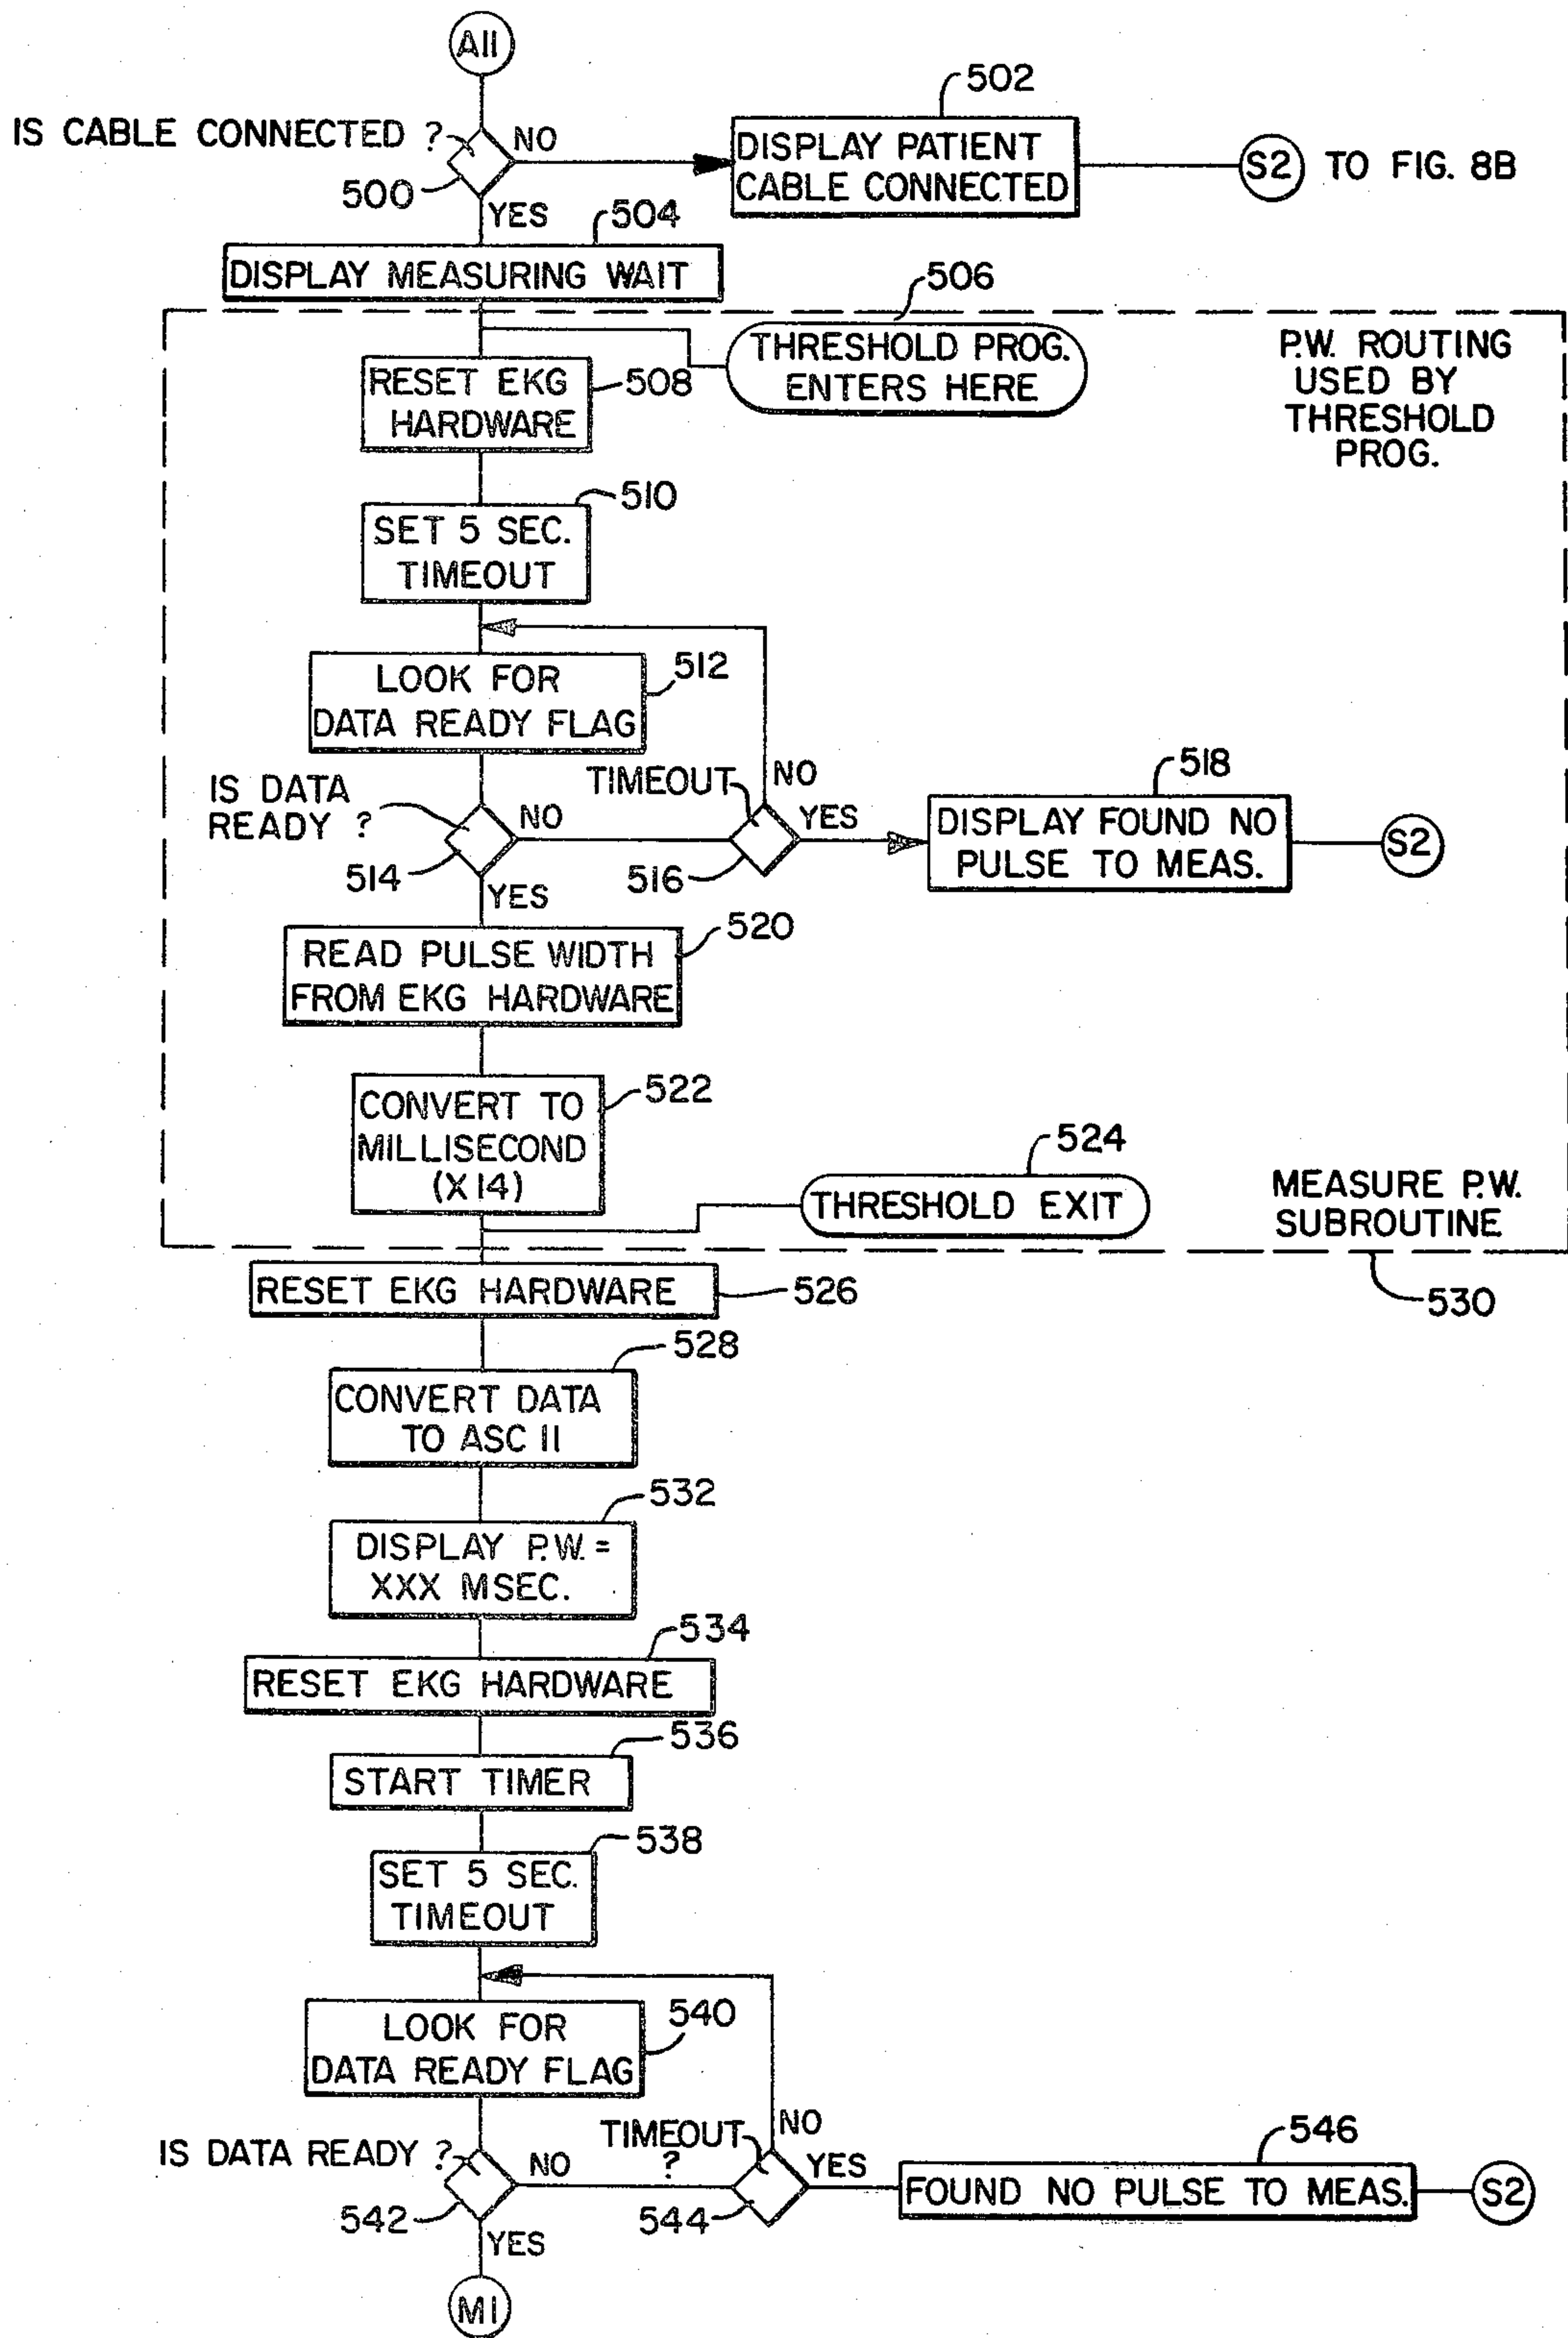 A11
IS CABLE CONNECTED ?
NO
500
YES
502
DISPLAY PATIENT
CABLE CONNECTED
S2 TO FIG. 8B
504
DISPLAY MEASURING WAIT
506
THRESHOLD PROG.
ENTERS HERE
P.W. ROUTING
USED BY
THRESHOLD
PROG.
RESET EKG
HARDWARE
508
510
SET 5 SEC.
TIMEOUT
512
LOOK FOR
DATA READY FLAG
IS DATA
READY ?
NO
514
YES
TIMEOUT
NO
YES
516
518
DISPLAY FOUND NO
PULSE TO MEAS.
S2
520
READ PULSE WIDTH
FROM EKG HARDWARE
522
CONVERT TO
MILLISECOND
(X14)
524
THRESHOLD EXIT
MEASURE P.W.
SUBROUTINE
530
RESET EKG HARDWARE
526
528
CONVERT DATA
TO ASC II
532
DISPLAY P.W. =
XXX MSEC.
534
RESET EKG HARDWARE
536
START TIMER
538
SET 5 SEC.
TIMEOUT
540
LOOK FOR
DATA READY FLAG
IS DATA READY ?
NO
542
YES
TIMEOUT
?
NO
YES
544
546
FOUND NO PULSE TO MEAS.
S2
M1